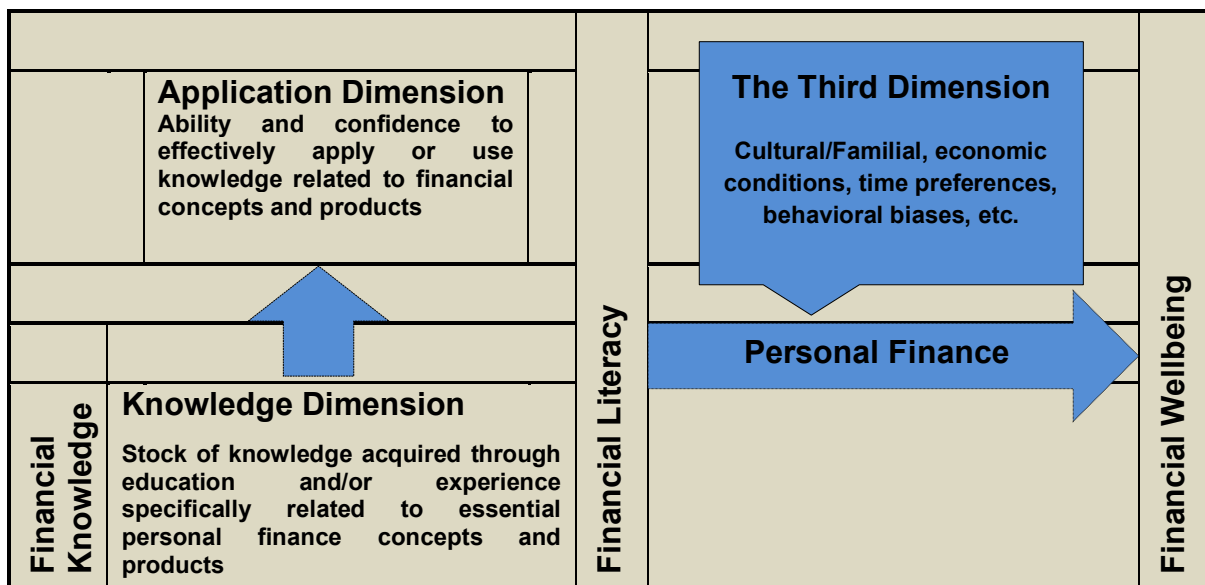 Application Dimension
Ability and confidence to
effectively apply or use
knowledge related to financial
concepts and products
Financial
Knowledge
Knowledge Dimension
Stock of knowledge acquired through
education and/or experience
specifically related to essential
personal finance concepts and
products
Financial Literacy
The Third Dimension
Cultural/Familial, economic
conditions, time preferences,
behavioral biases, etc.
Personal Finance
Financial Wellbeing